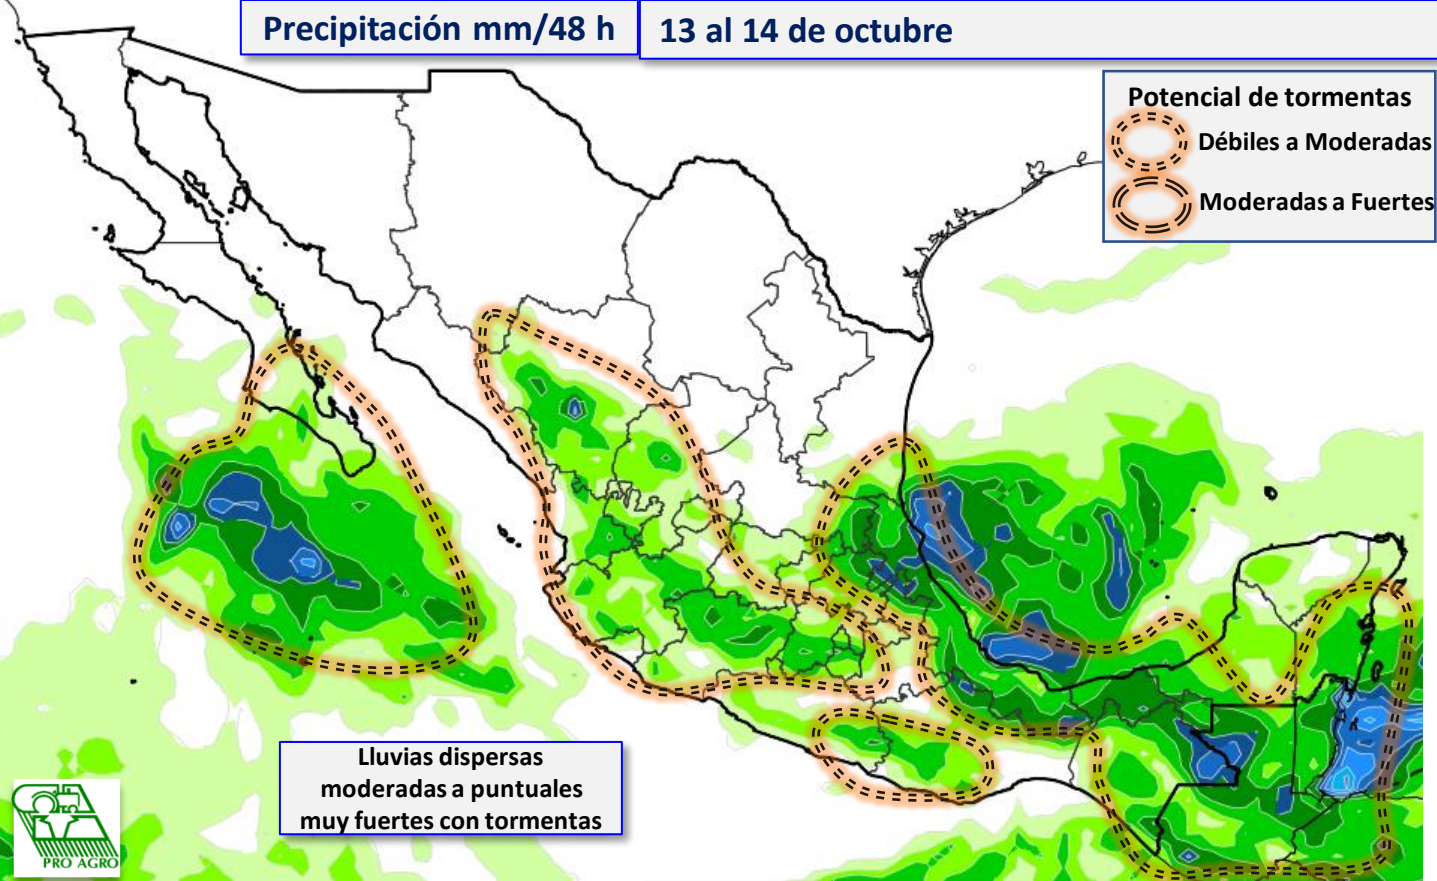 Precipitación mm/48 h
13 al 14 de octubre
Potencial de tormentas
Débiles a Moderadas
Moderadas a Fuertes
Lluvias dispersas
moderadas a puntuales
muy fuertes con tormentas
PRO AGRO